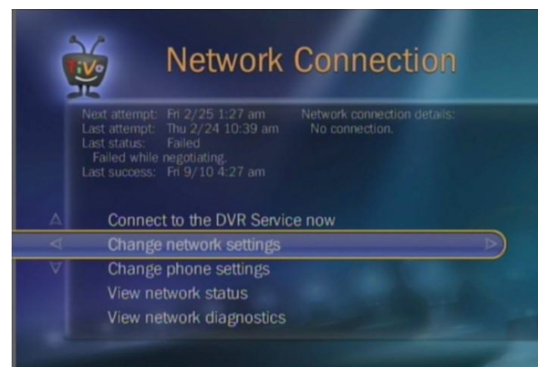 TiVo
Network Connection
Next attempt: Fri 2/25 1:27 am
Last attempt: Thu 2/24 10:39 am
Last status: Failed
Failed while negotiating.
Last success: Fri 9/10 4:27 am
Network connection details:
No connection.
Connect to the DVR Service now
Change network settings
Change phone settings
View network status
View network diagnostics